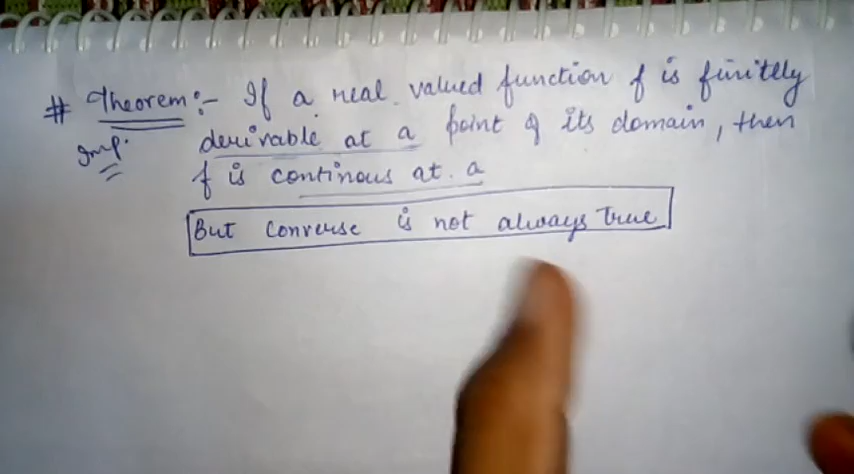 # Theorem :- If a real valued function f is finitely
Imp. derivable at a point of its domain, then
f is continous at a
But converse is not always true